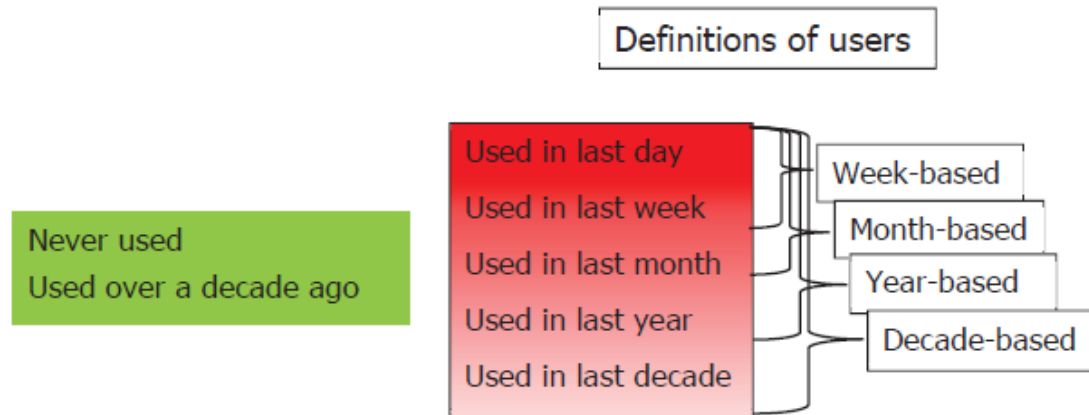 Definitions of users
Never used
Used over a decade ago
Used in last day
Used in last week
Used in last month
Used in last year
Used in last decade
Week-based
Month-based
Year-based
Decade-based